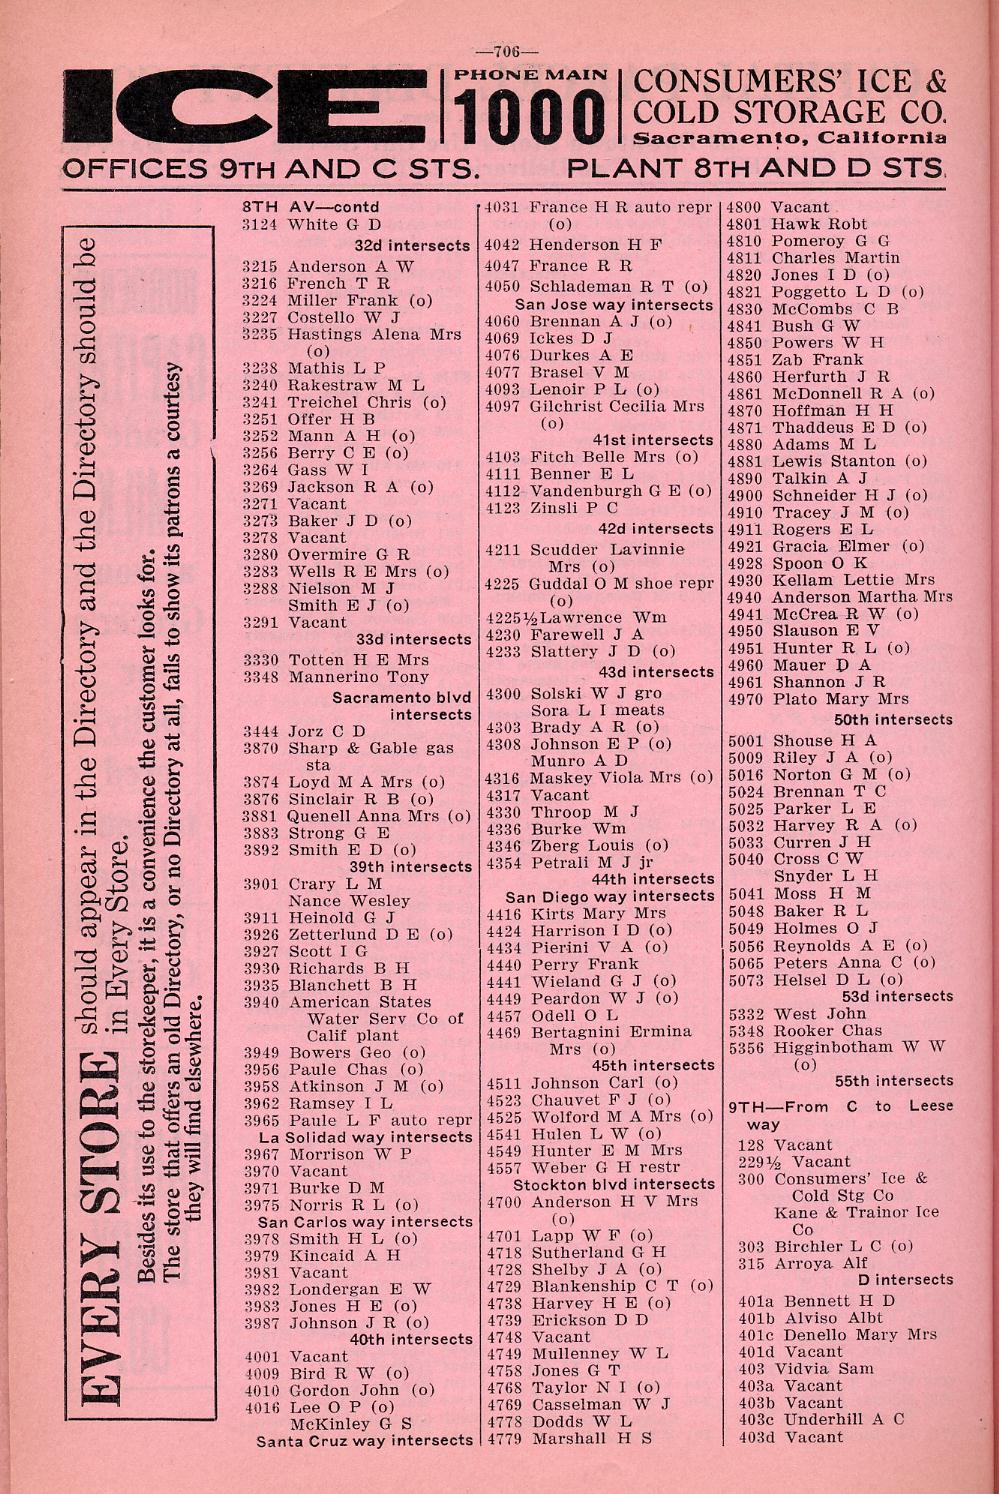 —706—
ICE
PHONE MAIN
1000
CONSUMERS' ICE &
COLD STORAGE CO.
Sacramento, California
OFFICES 9TH AND C STS. PLANT 8TH AND D STS.
EVERY STORE should appear in the Directory and the Directory should be
in Every Store.
Besides its use to the storekeeper, it is a convenience the customer looks for.
The store that offers an old Directory, or no Directory at all, fails to show its patrons a courtesy
they will find elsewhere.
8TH AV—contd
3124 White G D
32d intersects
3215 Anderson A W
3216 French T R
3224 Miller Frank (o)
3227 Costello W J
3235 Hastings Alena Mrs
(o)
3238 Mathis L P
3240 Rakestraw M L
3241 Treichel Chris (o)
3251 Offer H B
3252 Mann A H (o)
3256 Berry C E (o)
3264 Gass W I
3269 Jackson R A (o)
3271 Vacant
3273 Baker J D (o)
3278 Vacant
3280 Overmire G R
3283 Wells R E Mrs (o)
3288 Nielson M J
Smith E J (o)
3291 Vacant
33d intersects
3330 Totten H E Mrs
3348 Mannerino Tony
Sacramento blvd
intersects
3444 Jorz C D
3870 Sharp & Gable gas
sta
3874 Loyd M A Mrs (o)
3876 Sinclair R B (o)
3881 Quenell Anna Mrs (o)
3883 Strong G E
3892 Smith E D (o)
39th intersects
3901 Crary L M
Nance Wesley
3911 Heinold G J
3926 Zetterlund D E (o)
3927 Scott I G
3930 Richards B H
3935 Blanchett B H
3940 American States
Water Serv Co of
Calif plant
3949 Bowers Geo (o)
3956 Paule Chas (o)
3958 Atkinson J M (o)
3962 Ramsey I L
3965 Paule L F auto repr
La Solidad way intersects
3967 Morrison W P
3970 Vacant
3971 Burke D M
3975 Norris R L (o)
San Carlos way intersects
3978 Smith H L (o)
3979 Kincaid A H
3981 Vacant
3982 Londergan E W
3983 Jones H E (o)
3987 Johnson J R (o)
40th intersects
4001 Vacant
4009 Bird R W (o)
4010 Gordon John (o)
4016 Lee O P (o)
McKinley G S
Santa Cruz way intersects
4031 France H R auto repr
(o)
4042 Henderson H F
4047 France R R
4050 Schlademan R T (o)
San Jose way intersects
4060 Brennan A J (o)
4069 Ickes D J
4076 Durkes A E
4077 Brasel V M
4093 Lenoir P L (o)
4097 Gilchrist Cecilia Mrs
(o)
41st intersects
4103 Fitch Belle Mrs (o)
4111 Benner E L
4112 Vandenburgh G E (o)
4123 Zinsli P C
42d intersects
4211 Scudder Lavinnie
Mrs (o)
4225 Guddal O M shoe repr
(o)
4225½ Lawrence Wm
4230 Farewell J A
4233 Slattery J D (o)
43d intersects
4300 Solski W J gro
Sora L I meats
4303 Brady A R (o)
4308 Johnson E P (o)
Munro A D
4316 Maskey Viola Mrs (o)
4317 Vacant
4330 Throop M J
4336 Burke Wm
4346 Zberg Louis (o)
4354 Petrali M J jr
44th intersects
San Diego way intersects
4416 Kirts Mary Mrs
4424 Harrison I D (o)
4434 Pierini V A (o)
4440 Perry Frank
4441 Wieland G J (o)
4449 Peardon W J (o)
4457 Odell O L
4469 Bertagnini Ermina
Mrs (o)
45th intersects
4511 Johnson Carl (o)
4523 Chauvet F J (o)
4525 Wolford M A Mrs (o)
4541 Hulen L W (o)
4549 Hunter E M Mrs
4557 Weber G H restr
Stockton blvd intersects
4700 Anderson H V Mrs
(o)
4701 Lapp W F (o)
4718 Sutherland G H
4728 Shelby J A (o)
4729 Blankenship C T (o)
4738 Harvey H E (o)
4739 Erickson D D
4748 Vacant
4749 Mullenney W L
4758 Jones G T
4768 Taylor N I (o)
4769 Casselman W J
4778 Dodds W L
4779 Marshall H S
4800 Vacant
4801 Hawk Robt
4810 Pomeroy G G
4811 Charles Martin
4820 Jones I D (o)
4821 Poggetto L D (o)
4830 McCombs C B
4841 Bush G W
4850 Powers W H
4851 Zab Frank
4860 Herfurth J R
4861 McDonnell R A (o)
4870 Hoffman H H
4871 Thaddeus E D (o)
4880 Adams M L
4881 Lewis Stanton (o)
4890 Talkin A J
4900 Schneider H J (o)
4910 Tracey J M (o)
4911 Rogers E L
4921 Gracia Elmer (o)
4928 Spoon O K
4930 Kellam Lettie Mrs
4940 Anderson Martha Mrs
4941 McCrea R W (o)
4950 Slauson E V
4951 Hunter R L (o)
4960 Mauer D A
4961 Shannon J R
4970 Plato Mary Mrs
50th intersects
5001 Shouse H A
5009 Riley J A (o)
5016 Norton G M (o)
5024 Brennan T C
5025 Parker L E
5032 Harvey R A (o)
5033 Curren J H
5040 Cross C W
Snyder L H
5041 Moss H M
5048 Baker R L
5049 Holmes O J
5056 Reynolds A E (o)
5065 Peters Anna C (o)
5073 Helsel D L (o)
53d intersects
5332 West John
5348 Rooker Chas
5356 Higginbotham W W
(o)
55th intersects
9TH—From C to Leese
way
128 Vacant
229½ Vacant
300 Consumers' Ice &
Cold Stg Co
Kane & Trainor Ice
Co
303 Birchler L C (o)
315 Arroya Alf
D intersects
401a Bennett H D
401b Alviso Albt
401c Denello Mary Mrs
401d Vacant
403 Vidvia Sam
403a Vacant
403b Vacant
403c Underhill A C
403d Vacant